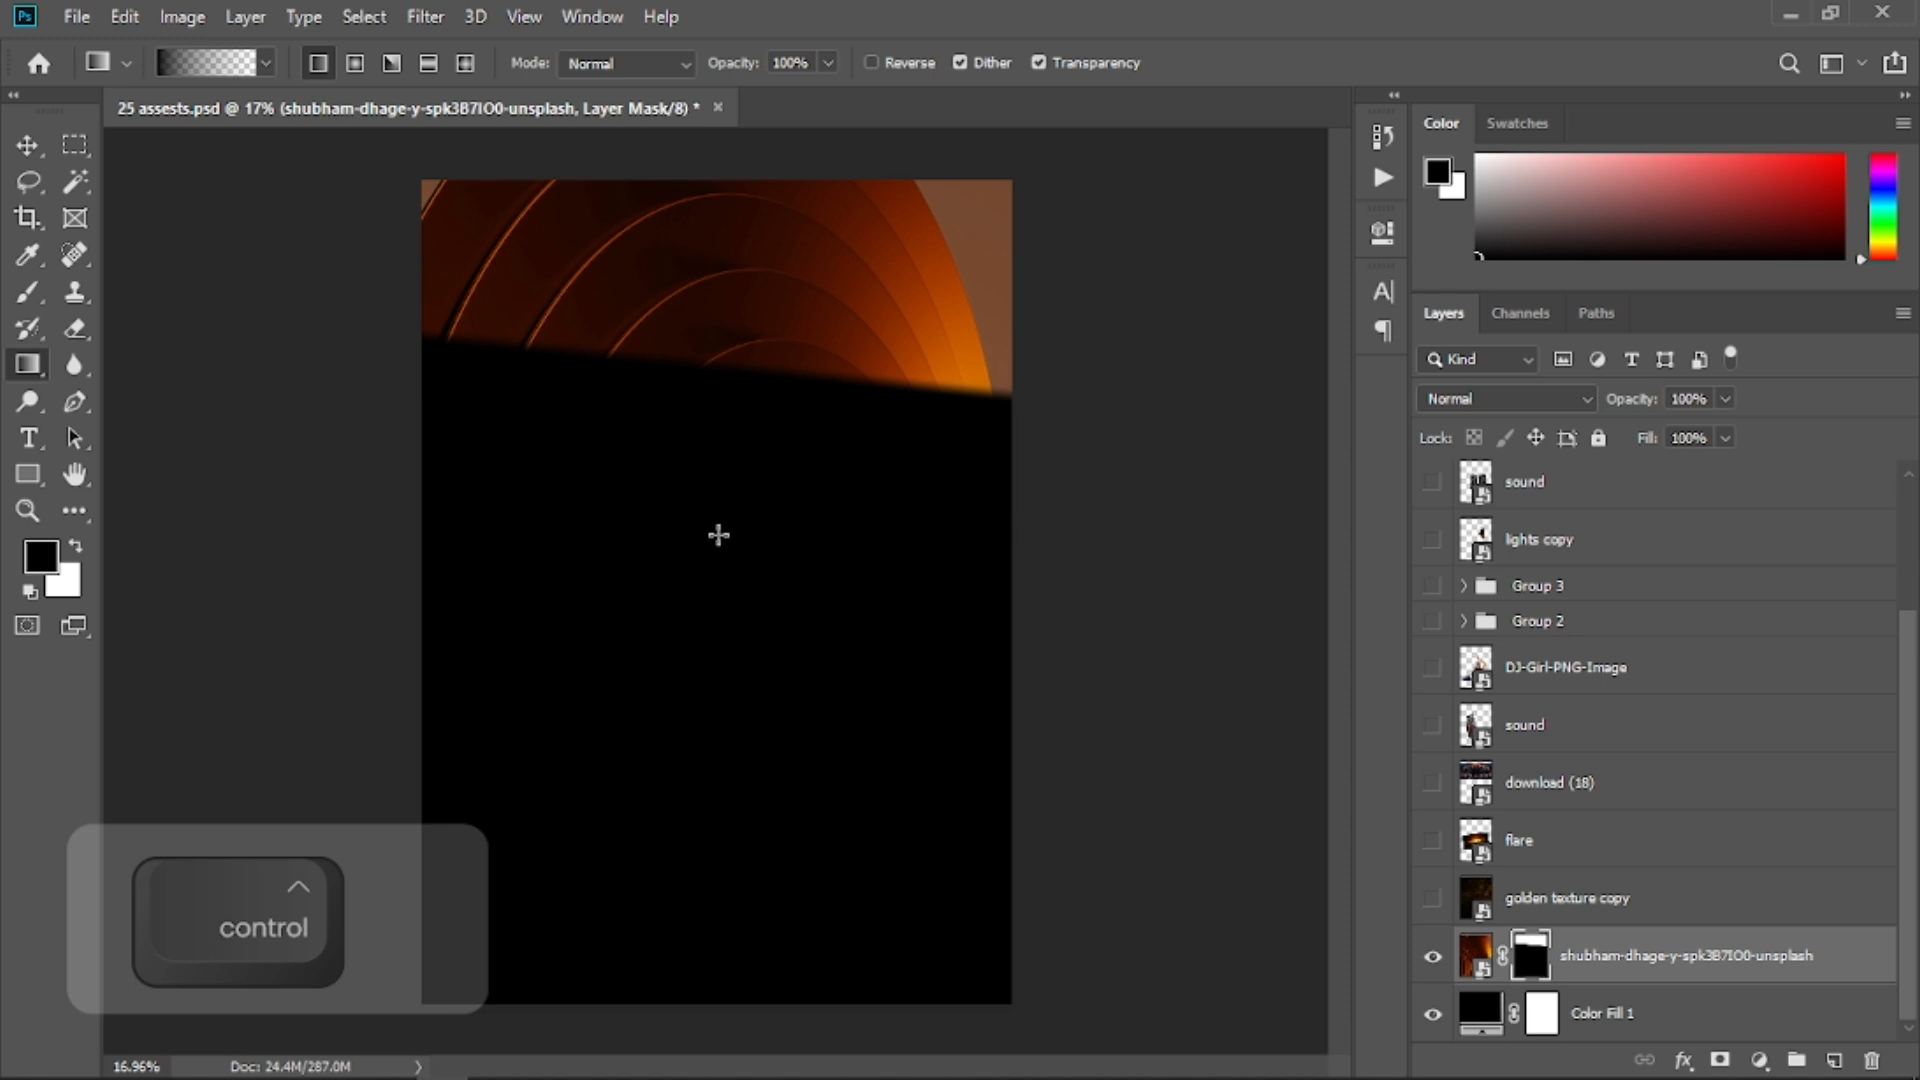 Ps File Edit Image Layer Type Select Filter 3D View Window Help
Mode: Normal Opacity: 100% Reverse Dither Transparency
25 assests.psd @ 17% (shubham-dhage-y-spk3B7IO0-unsplash, Layer Mask/8) *
Color Swatches
Layers Channels Paths
Kind
Normal Opacity: 100%
Lock: Fill: 100%
sound
lights copy
Group 3
Group 2
DJ-Girl-PNG-Image
sound
download (18)
flare
golden texture copy
shubham-dhage-y-spk3B7IO0-unsplash
Color Fill 1
control
16.96% Doc: 24.4M/287.0M